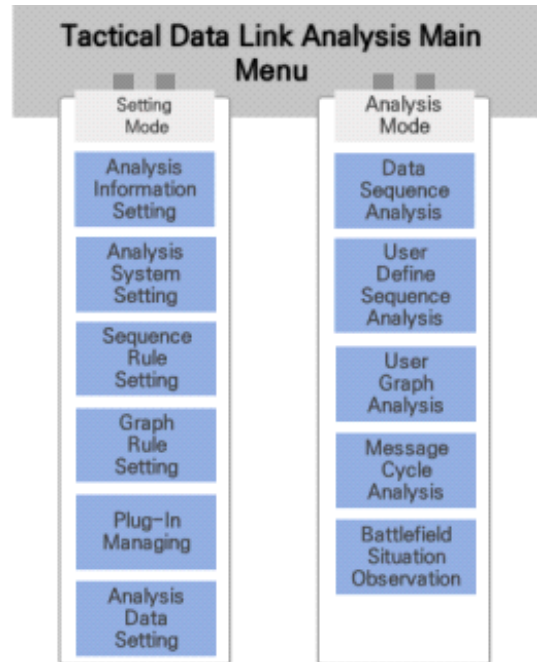 Tactical Data Link Analysis Main
Menu
Setting
Mode
Analysis
Information
Setting
Analysis
System
Setting
Sequence
Rule
Setting
Graph
Rule
Setting
Plug-In
Managing
Analysis
Data
Setting
Analysis
Mode
Data
Sequence
Analysis
User
Define
Sequence
Analysis
User
Graph
Analysis
Message
Cycle
Analysis
Battlefield
Situation
Observation